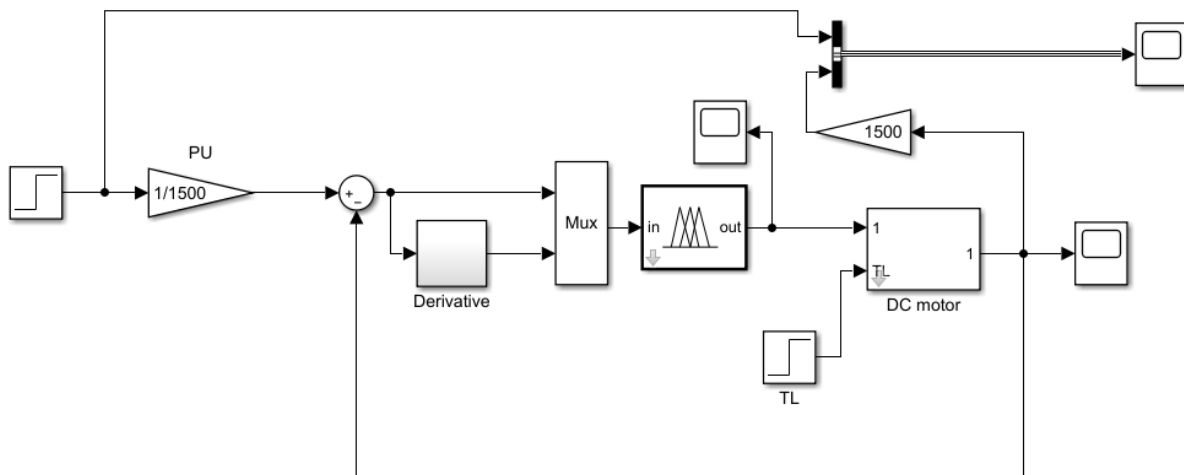 1500
PU
1/1500
+
−
Mux
in
out
1
1
TL
Derivative
DC motor
TL